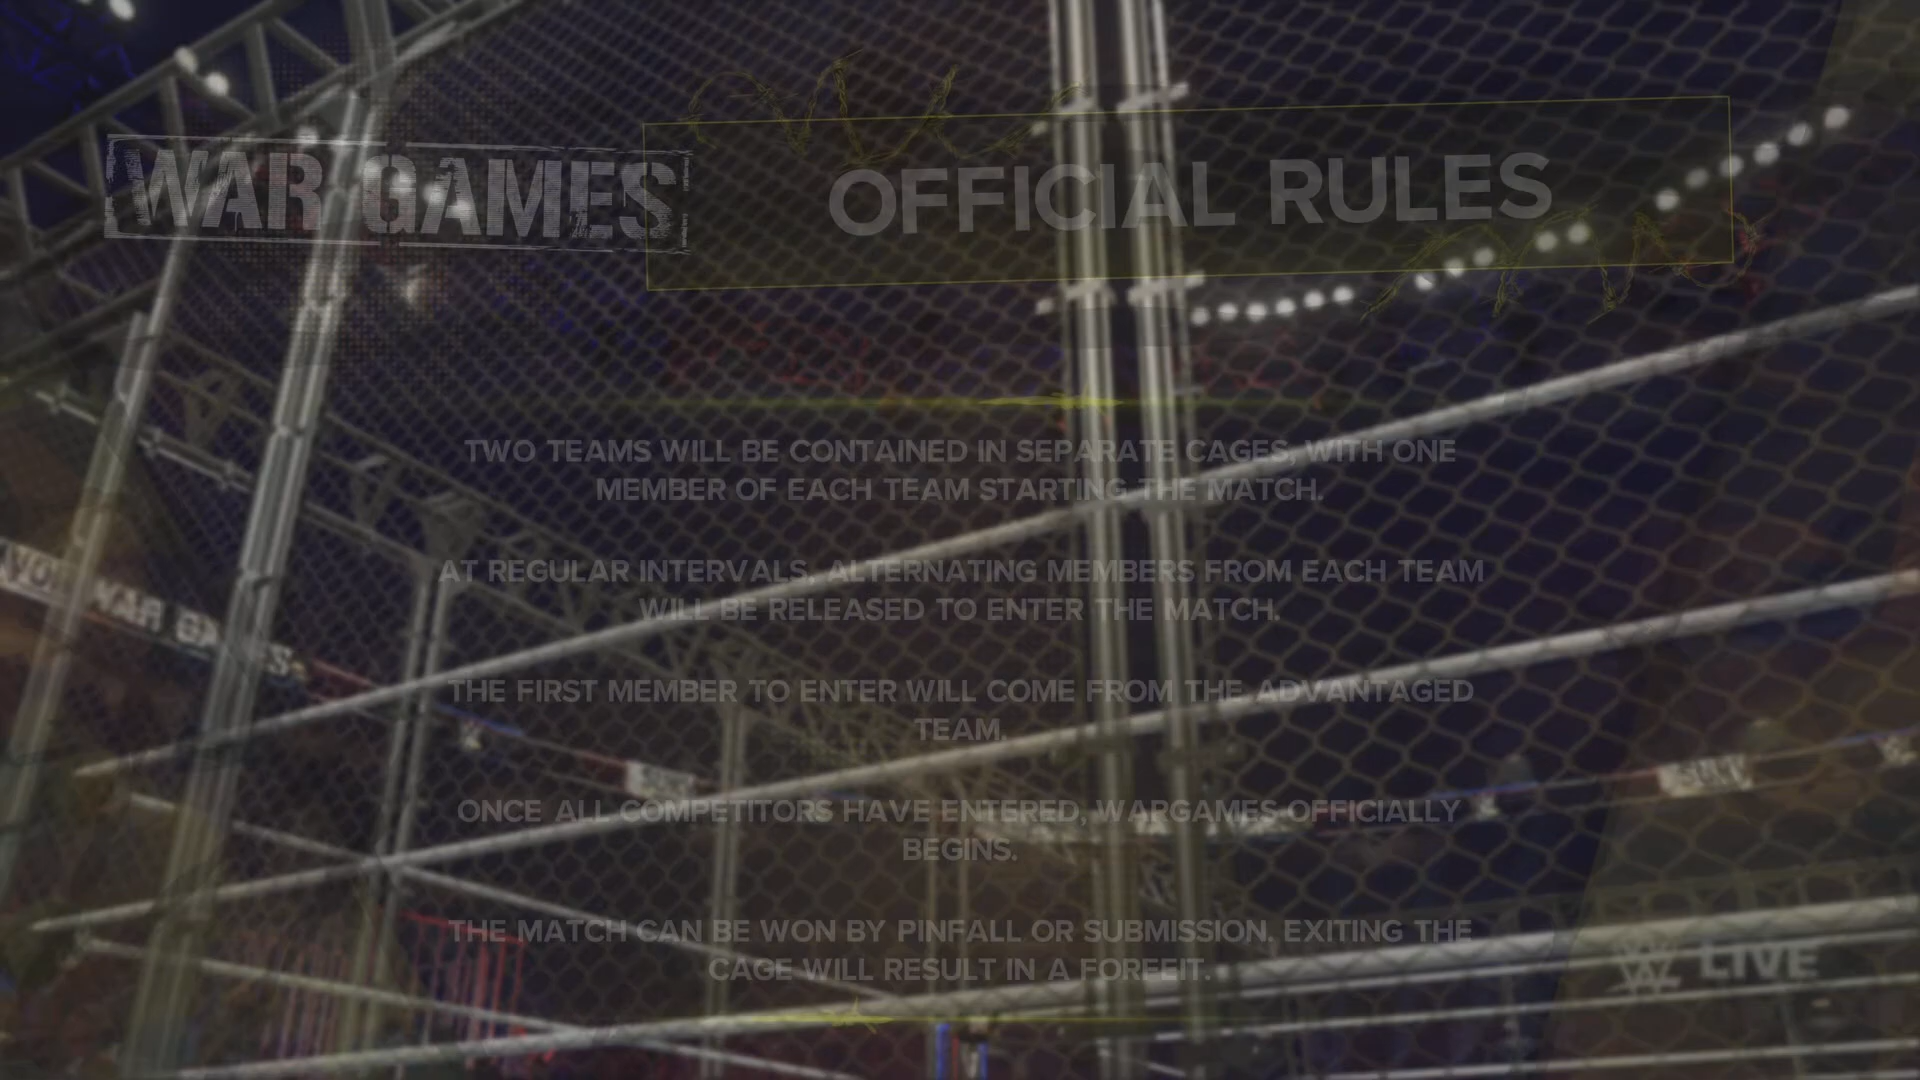 WAR GAMES
OFFICIAL RULES
TWO TEAMS WILL BE CONTAINED IN SEPARATE CAGES, WITH ONE
MEMBER OF EACH TEAM STARTING THE MATCH.
AT REGULAR INTERVALS, ALTERNATING MEMBERS FROM EACH TEAM
WILL BE RELEASED TO ENTER THE MATCH.
THE FIRST MEMBER TO ENTER WILL COME FROM THE ADVANTAGED
TEAM.
ONCE ALL COMPETITORS HAVE ENTERED, WARGAMES OFFICIALLY
BEGINS.
THE MATCH CAN BE WON BY PINFALL OR SUBMISSION. EXITING THE
CAGE WILL RESULT IN A FORFEIT.
LIVE